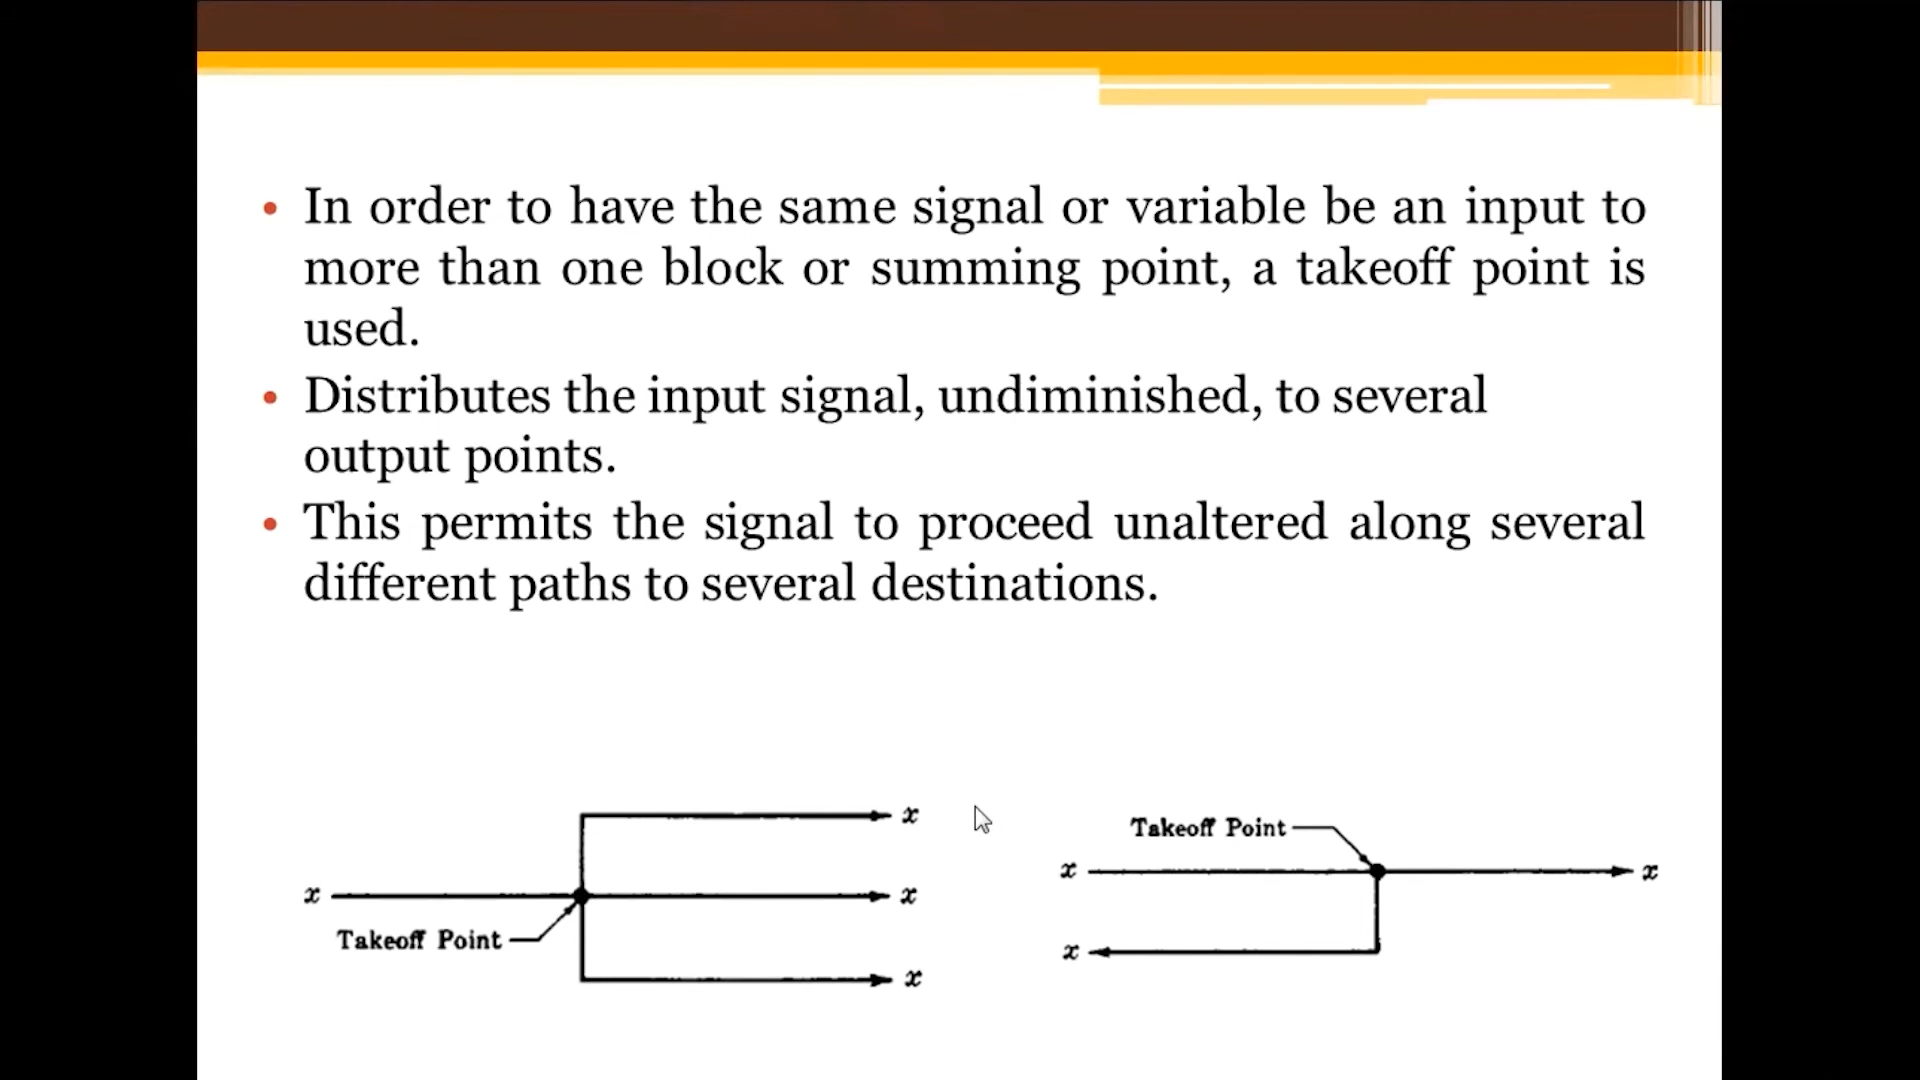 In order to have the same signal or variable be an input to
more than one block or summing point, a takeoff point is
used.
Distributes the input signal, undiminished, to several
output points.
This permits the signal to proceed unaltered along several
different paths to several destinations.
x
x
x
Takeoff Point
x
Takeoff Point
x
x
x